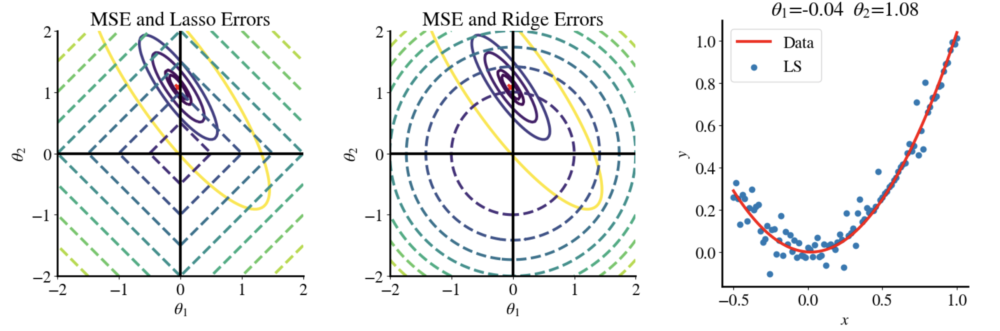 MSE and Lasso Errors
2
1
0
−1
−2
θ₂
−2 −1 0 1 2
θ₁
MSE and Ridge Errors
2
1
0
−1
−2
θ₂
−2 −1 0 1 2
θ₁
θ₁=-0.04 θ₂=1.08
Data
LS
1.0
0.8
0.6
0.4
0.2
0.0
y
−0.5 0.0 0.5 1.0
x